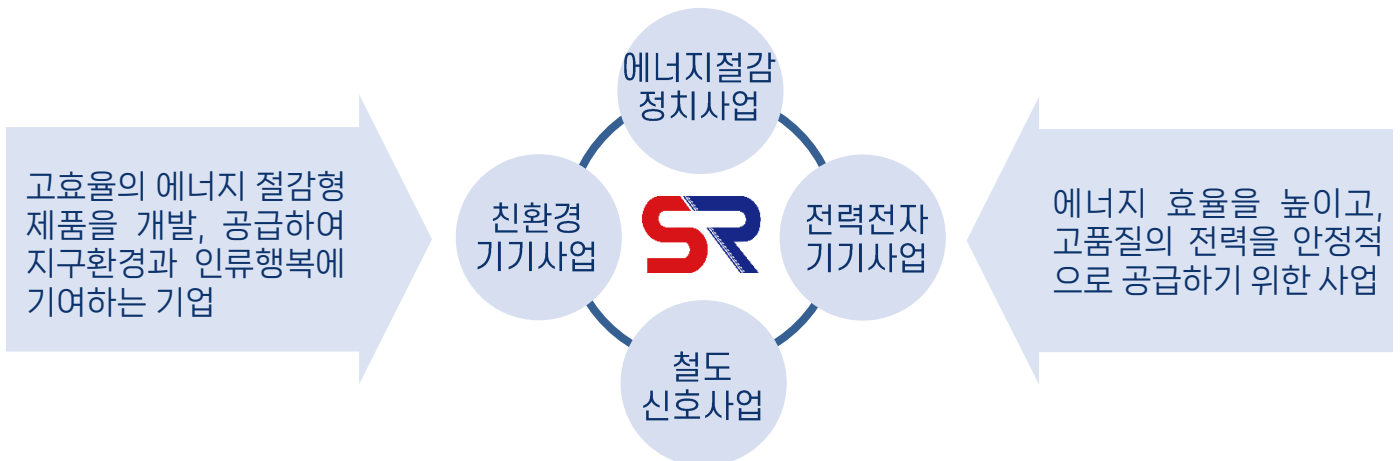 에너지절감
정치사업
고효율의 에너지 절감형
제품을 개발, 공급하여
지구환경과 인류행복에
기여하는 기업
친환경
기기사업
SR
전력전자
기기사업
에너지 효율을 높이고,
고품질의 전력을 안정적
으로 공급하기 위한 사업
철도
신호사업